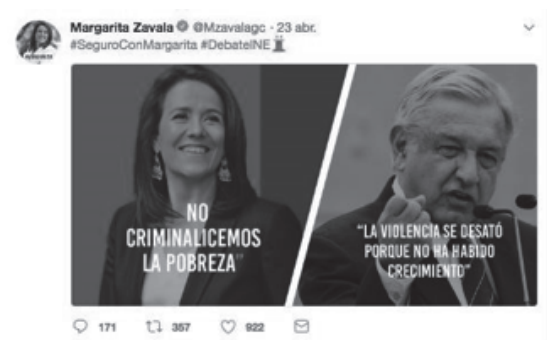 Margarita Zavala @Mzavalagc · 23 abr.
#SeguroConMargarita #DebateINE
NO
CRIMINALICEMOS
LA POBREZA"
"LA VIOLENCIA SE DESATÓ
PORQUE NO HA HABIDO
CRECIMIENTO"
171 357 922